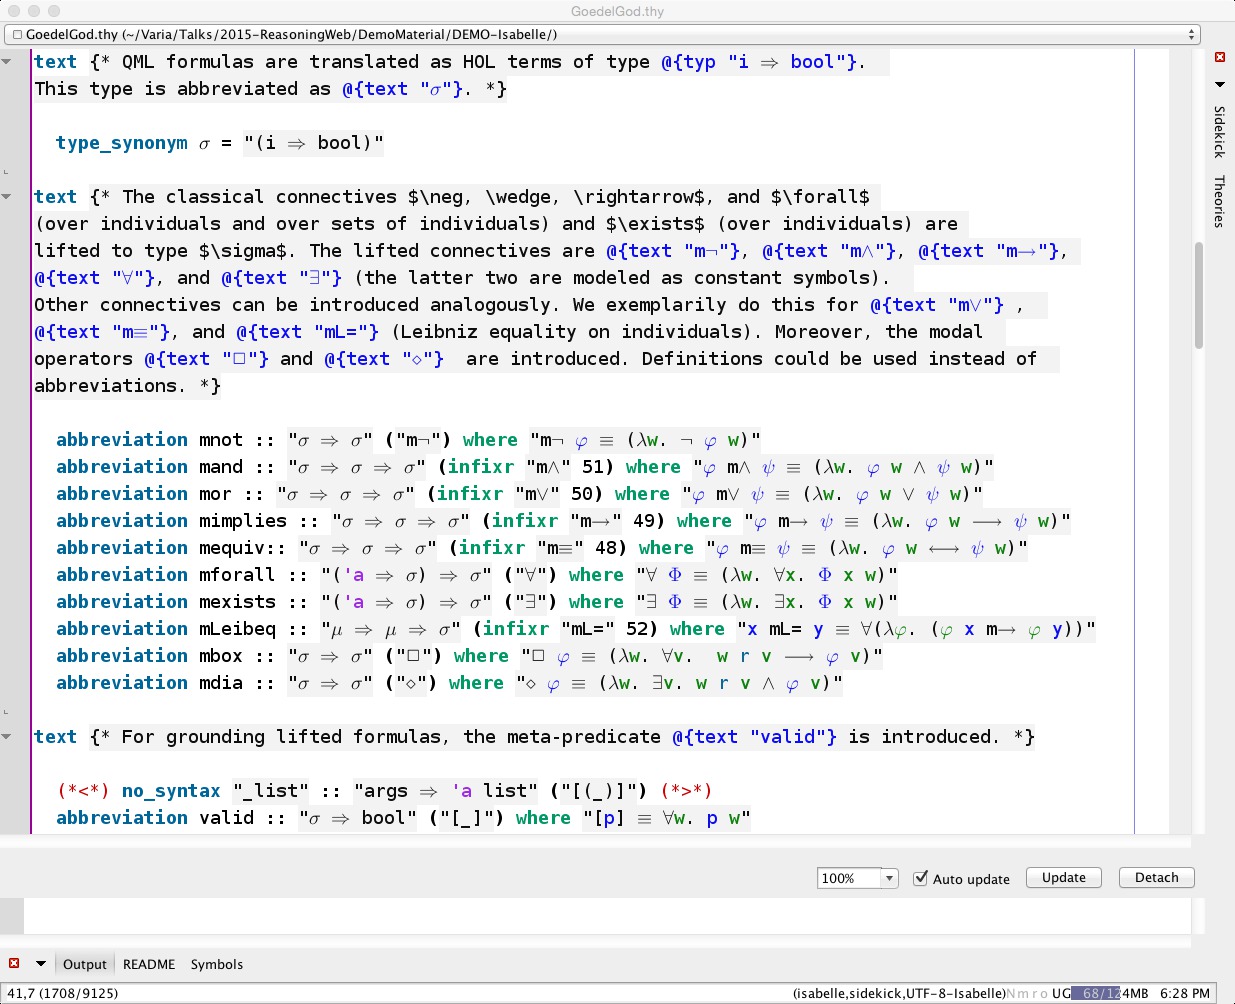 GoedelGod.thy
GoedelGod.thy (~/Varia/Talks/2015-ReasoningWeb/DemoMaterial/DEMO-Isabelle/)
text {* QML formulas are translated as HOL terms of type @{typ "i ⇒ bool"}.
This type is abbreviated as @{text "σ"}. *}
type_synonym σ = "(i ⇒ bool)"
text {* The classical connectives $\neg, \wedge, \rightarrow$, and $\forall$
(over individuals and over sets of individuals) and $\exists$ (over individuals) are
lifted to type $\sigma$. The lifted connectives are @{text "m¬"}, @{text "m∧"}, @{text "m→"},
@{text "∀"}, and @{text "∃"} (the latter two are modeled as constant symbols).
Other connectives can be introduced analogously. We exemplarily do this for @{text "m∨"} ,
@{text "m≡"}, and @{text "mL="} (Leibniz equality on individuals). Moreover, the modal
operators @{text "□"} and @{text "◇"}  are introduced. Definitions could be used instead of
abbreviations. *}
abbreviation mnot :: "σ ⇒ σ" ("m¬") where "m¬ φ ≡ (λw. ¬ φ w)"
abbreviation mand :: "σ ⇒ σ ⇒ σ" (infixr "m∧" 51) where "φ m∧ ψ ≡ (λw. φ w ∧ ψ w)"
abbreviation mor :: "σ ⇒ σ ⇒ σ" (infixr "m∨" 50) where "φ m∨ ψ ≡ (λw. φ w ∨ ψ w)"
abbreviation mimplies :: "σ ⇒ σ ⇒ σ" (infixr "m→" 49) where "φ m→ ψ ≡ (λw. φ w ⟶ ψ w)"
abbreviation mequiv:: "σ ⇒ σ ⇒ σ" (infixr "m≡" 48) where "φ m≡ ψ ≡ (λw. φ w ⟷ ψ w)"
abbreviation mforall :: "('a ⇒ σ) ⇒ σ" ("∀") where "∀ Φ ≡ (λw. ∀x. Φ x w)"
abbreviation mexists :: "('a ⇒ σ) ⇒ σ" ("∃") where "∃ Φ ≡ (λw. ∃x. Φ x w)"
abbreviation mLeibeq :: "μ ⇒ μ ⇒ σ" (infixr "mL=" 52) where "x mL= y ≡ ∀(λφ. (φ x m→ φ y))"
abbreviation mbox :: "σ ⇒ σ" ("□") where "□ φ ≡ (λw. ∀v.  w r v ⟶ φ v)"
abbreviation mdia :: "σ ⇒ σ" ("◇") where "◇ φ ≡ (λw. ∃v. w r v ∧ φ v)"
text {* For grounding lifted formulas, the meta-predicate @{text "valid"} is introduced. *}
(*<*) no_syntax "_list" :: "args ⇒ 'a list" ("[(_)]") (*>*)
abbreviation valid :: "σ ⇒ bool" ("[_]") where "[p] ≡ ∀w. p w"
Sidekick
Theories
100% Auto update Update Detach
Output README Symbols
41,7 (1708/9125) (isabelle,sidekick,UTF-8-Isabelle)Nmro UG 68/124MB 6:28 PM